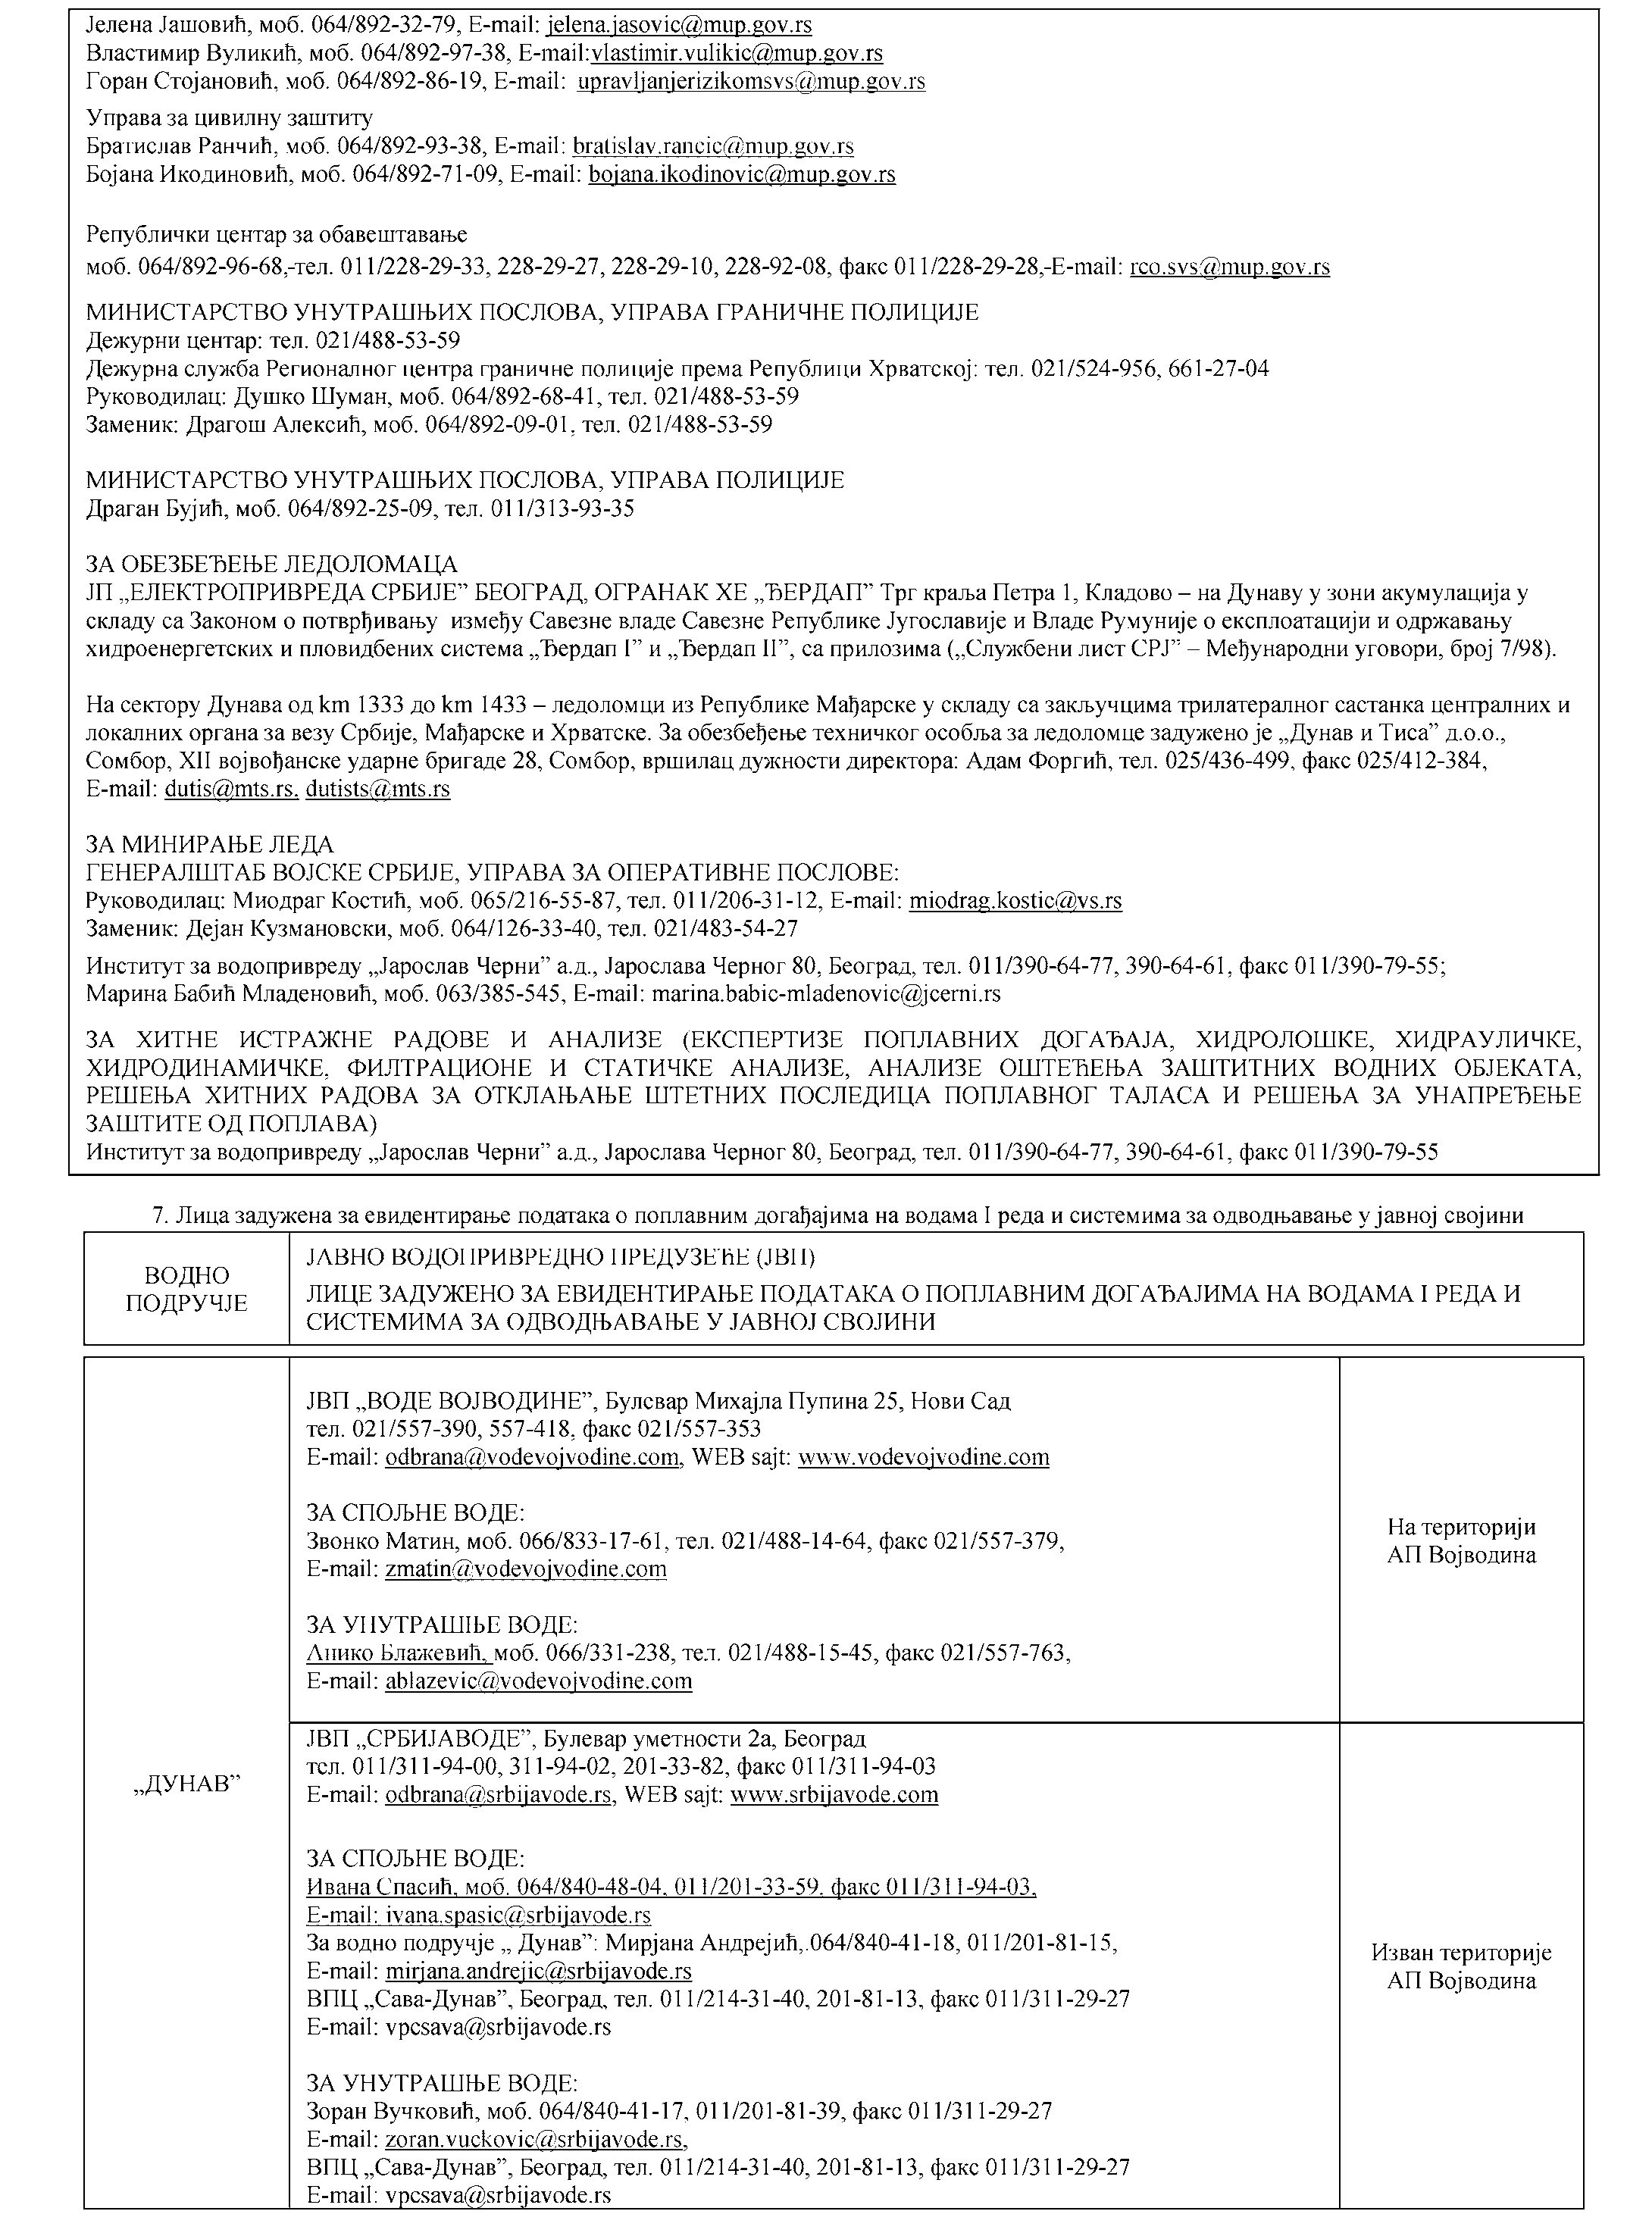 Јелена Јашовић, моб. 064/892-32-79, E-mail: jelena.jasovic@mup.gov.rs
Властимир Вуликић, моб. 064/892-97-38, E-mail:vlastimir.vulikic@mup.gov.rs
Горан Стојановић, моб. 064/892-86-19, E-mail: upravljanjerizikomsvs@mup.gov.rs
Управа за цивилну заштиту
Братислав Ранчић, моб. 064/892-93-38, E-mail: bratislav.rancic@mup.gov.rs
Бојана Икодиновић, моб. 064/892-71-09, E-mail: bojana.ikodinovic@mup.gov.rs
Републички центар за обавештавање
моб. 064/892-96-68,-тел. 011/228-29-33, 228-29-27, 228-29-10, 228-92-08, факс 011/228-29-28,-E-mail: rco.svs@mup.gov.rs
МИНИСТАРСТВО УНУТРАШЊИХ ПОСЛОВА, УПРАВА ГРАНИЧНЕ ПОЛИЦИЈЕ
Дежурни центар: тел. 021/488-53-59
Дежурна служба Регионалног центра граничне полиције према Републици Хрватској: тел. 021/524-956, 661-27-04
Руководилац: Душко Шуман, моб. 064/892-68-41, тел. 021/488-53-59
Заменик: Драгош Алексић, моб. 064/892-09-01, тел. 021/488-53-59
МИНИСТАРСТВО УНУТРАШЊИХ ПОСЛОВА, УПРАВА ПОЛИЦИЈЕ
Драган Бујић, моб. 064/892-25-09, тел. 011/313-93-35
ЗА ОБЕЗБЕЂЕЊЕ ЛЕДОЛОМАЦА
ЈП „ЕЛЕКТРОПРИВРЕДА СРБИЈЕ” БЕОГРАД, ОГРАНАК ХЕ „ЂЕРДАП” Трг краља Петра 1, Кладово – на Дунаву у зони акумулација у
складу са Законом о потврђивању између Савезне владе Савезне Републике Југославије и Владе Румуније о експлоатацији и одржавању
хидроенергетских и пловидбених система „Ђердап I” и „Ђердап II”, са прилозима („Службени лист СРЈ” – Међународни уговори, број 7/98).
На сектору Дунава од km 1333 до km 1433 – ледоломци из Републике Мађарске у складу са закључцима трилатералног састанка централних и
локалних органа за везу Србије, Мађарске и Хрватске. За обезбеђење техничког особља за ледоломце задужено је „Дунав и Тиса” д.о.о.,
Сомбор, XII војвођанске ударне бригаде 28, Сомбор, вршилац дужности директора: Адам Форгић, тел. 025/436-499, факс 025/412-384,
E-mail: dutis@mts.rs, dutists@mts.rs
ЗА МИНИРАЊЕ ЛЕДА
ГЕНЕРАЛШТАБ ВОЈСКЕ СРБИЈЕ, УПРАВА ЗА ОПЕРАТИВНЕ ПОСЛОВЕ:
Руководилац: Миодраг Костић, моб. 065/216-55-87, тел. 011/206-31-12, E-mail: miodrag.kostic@vs.rs
Заменик: Дејан Кузмановски, моб. 064/126-33-40, тел. 021/483-54-27
Институт за водопривреду „Јарослав Черни” а.д., Јарослава Черног 80, Београд, тел. 011/390-64-77, 390-64-61, факс 011/390-79-55;
Марина Бабић Младеновић, моб. 063/385-545, E-mail: marina.babic-mladenovic@jcerni.rs
ЗА ХИТНЕ ИСТРАЖНЕ РАДОВЕ И АНАЛИЗЕ (ЕКСПЕРТИЗЕ ПОПЛАВНИХ ДОГАЂАЈА, ХИДРОЛОШКЕ, ХИДРАУЛИЧКЕ,
ХИДРОДИНАМИЧКЕ, ФИЛТРАЦИОНЕ И СТАТИЧКЕ АНАЛИЗЕ, АНАЛИЗЕ ОШТЕЋЕЊА ЗАШТИТНИХ ВОДНИХ ОБЈЕКАТА,
РЕШЕЊА ХИТНИХ РАДОВА ЗА ОТКЛАЊАЊЕ ШТЕТНИХ ПОСЛЕДИЦА ПОПЛАВНОГ ТАЛАСА И РЕШЕЊА ЗА УНАПРЕЂЕЊЕ
ЗАШТИТЕ ОД ПОПЛАВА)
Институт за водопривреду „Јарослав Черни” а.д., Јарослава Черног 80, Београд, тел. 011/390-64-77, 390-64-61, факс 011/390-79-55
7. Лица задужена за евидентирање података о поплавним догађајима на водама I реда и системима за одводњавање у јавној својини
ВОДНО
ПОДРУЧЈЕ
ЈАВНО ВОДОПРИВРЕДНО ПРЕДУЗЕЋЕ (ЈВП)
ЛИЦЕ ЗАДУЖЕНО ЗА ЕВИДЕНТИРАЊЕ ПОДАТАКА О ПОПЛАВНИМ ДОГАЂАЈИМА НА ВОДАМА I РЕДА И
СИСТЕМИМА ЗА ОДВОДЊАВАЊЕ У ЈАВНОЈ СВОЈИНИ
„ДУНАВ”
ЈВП „ВОДЕ ВОЈВОДИНЕ”, Булевар Михајла Пупина 25, Нови Сад
тел. 021/557-390, 557-418, факс 021/557-353
E-mail: odbrana@vodevojvodine.com, WEB sajt: www.vodevojvodine.com
ЗА СПОЉНЕ ВОДЕ:
Звонко Матин, моб. 066/833-17-61, тел. 021/488-14-64, факс 021/557-379,
E-mail: zmatin@vodevojvodine.com
ЗА УНУТРАШЊЕ ВОДЕ:
Анико Блажевић, моб. 066/331-238, тел. 021/488-15-45, факс 021/557-763,
E-mail: ablazevic@vodevojvodine.com
На територији
АП Војводина
ЈВП „СРБИЈАВОДЕ”, Булевар уметности 2а, Београд
тел. 011/311-94-00, 311-94-02, 201-33-82, факс 011/311-94-03
E-mail: odbrana@srbijavode.rs, WEB sajt: www.srbijavode.com
ЗА СПОЉНЕ ВОДЕ:
Ивана Спасић, моб. 064/840-48-04, 011/201-33-59, факс 011/311-94-03,
E-mail: ivana.spasic@srbijavode.rs
За водно подручје „ Дунав”: Мирјана Андрејић,.064/840-41-18, 011/201-81-15,
E-mail: mirjana.andrejic@srbijavode.rs
ВПЦ „Сава-Дунав”, Београд, тел. 011/214-31-40, 201-81-13, факс 011/311-29-27
E-mail: vpcsava@srbijavode.rs
ЗА УНУТРАШЊЕ ВОДЕ:
Зоран Вучковић, моб. 064/840-41-17, 011/201-81-39, факс 011/311-29-27
E-mail: zoran.vuckovic@srbijavode.rs,
ВПЦ „Сава-Дунав”, Београд, тел. 011/214-31-40, 201-81-13, факс 011/311-29-27
E-mail: vpcsava@srbijavode.rs
Изван територије
АП Војводина